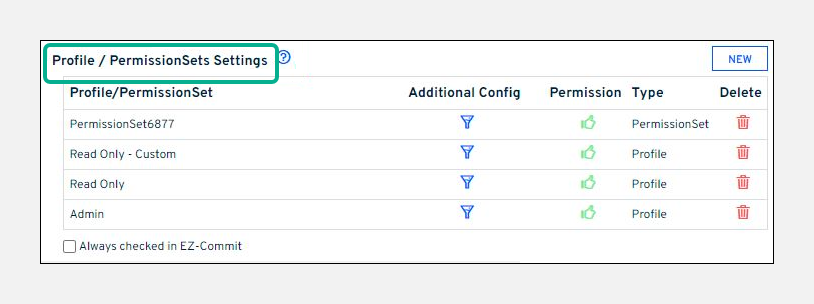 Profile / PermissionSets Settings ? NEW
Profile/PermissionSet Additional Config Permission Type Delete
PermissionSet6877 PermissionSet
Read Only - Custom Profile
Read Only Profile
Admin Profile
Always checked in EZ-Commit